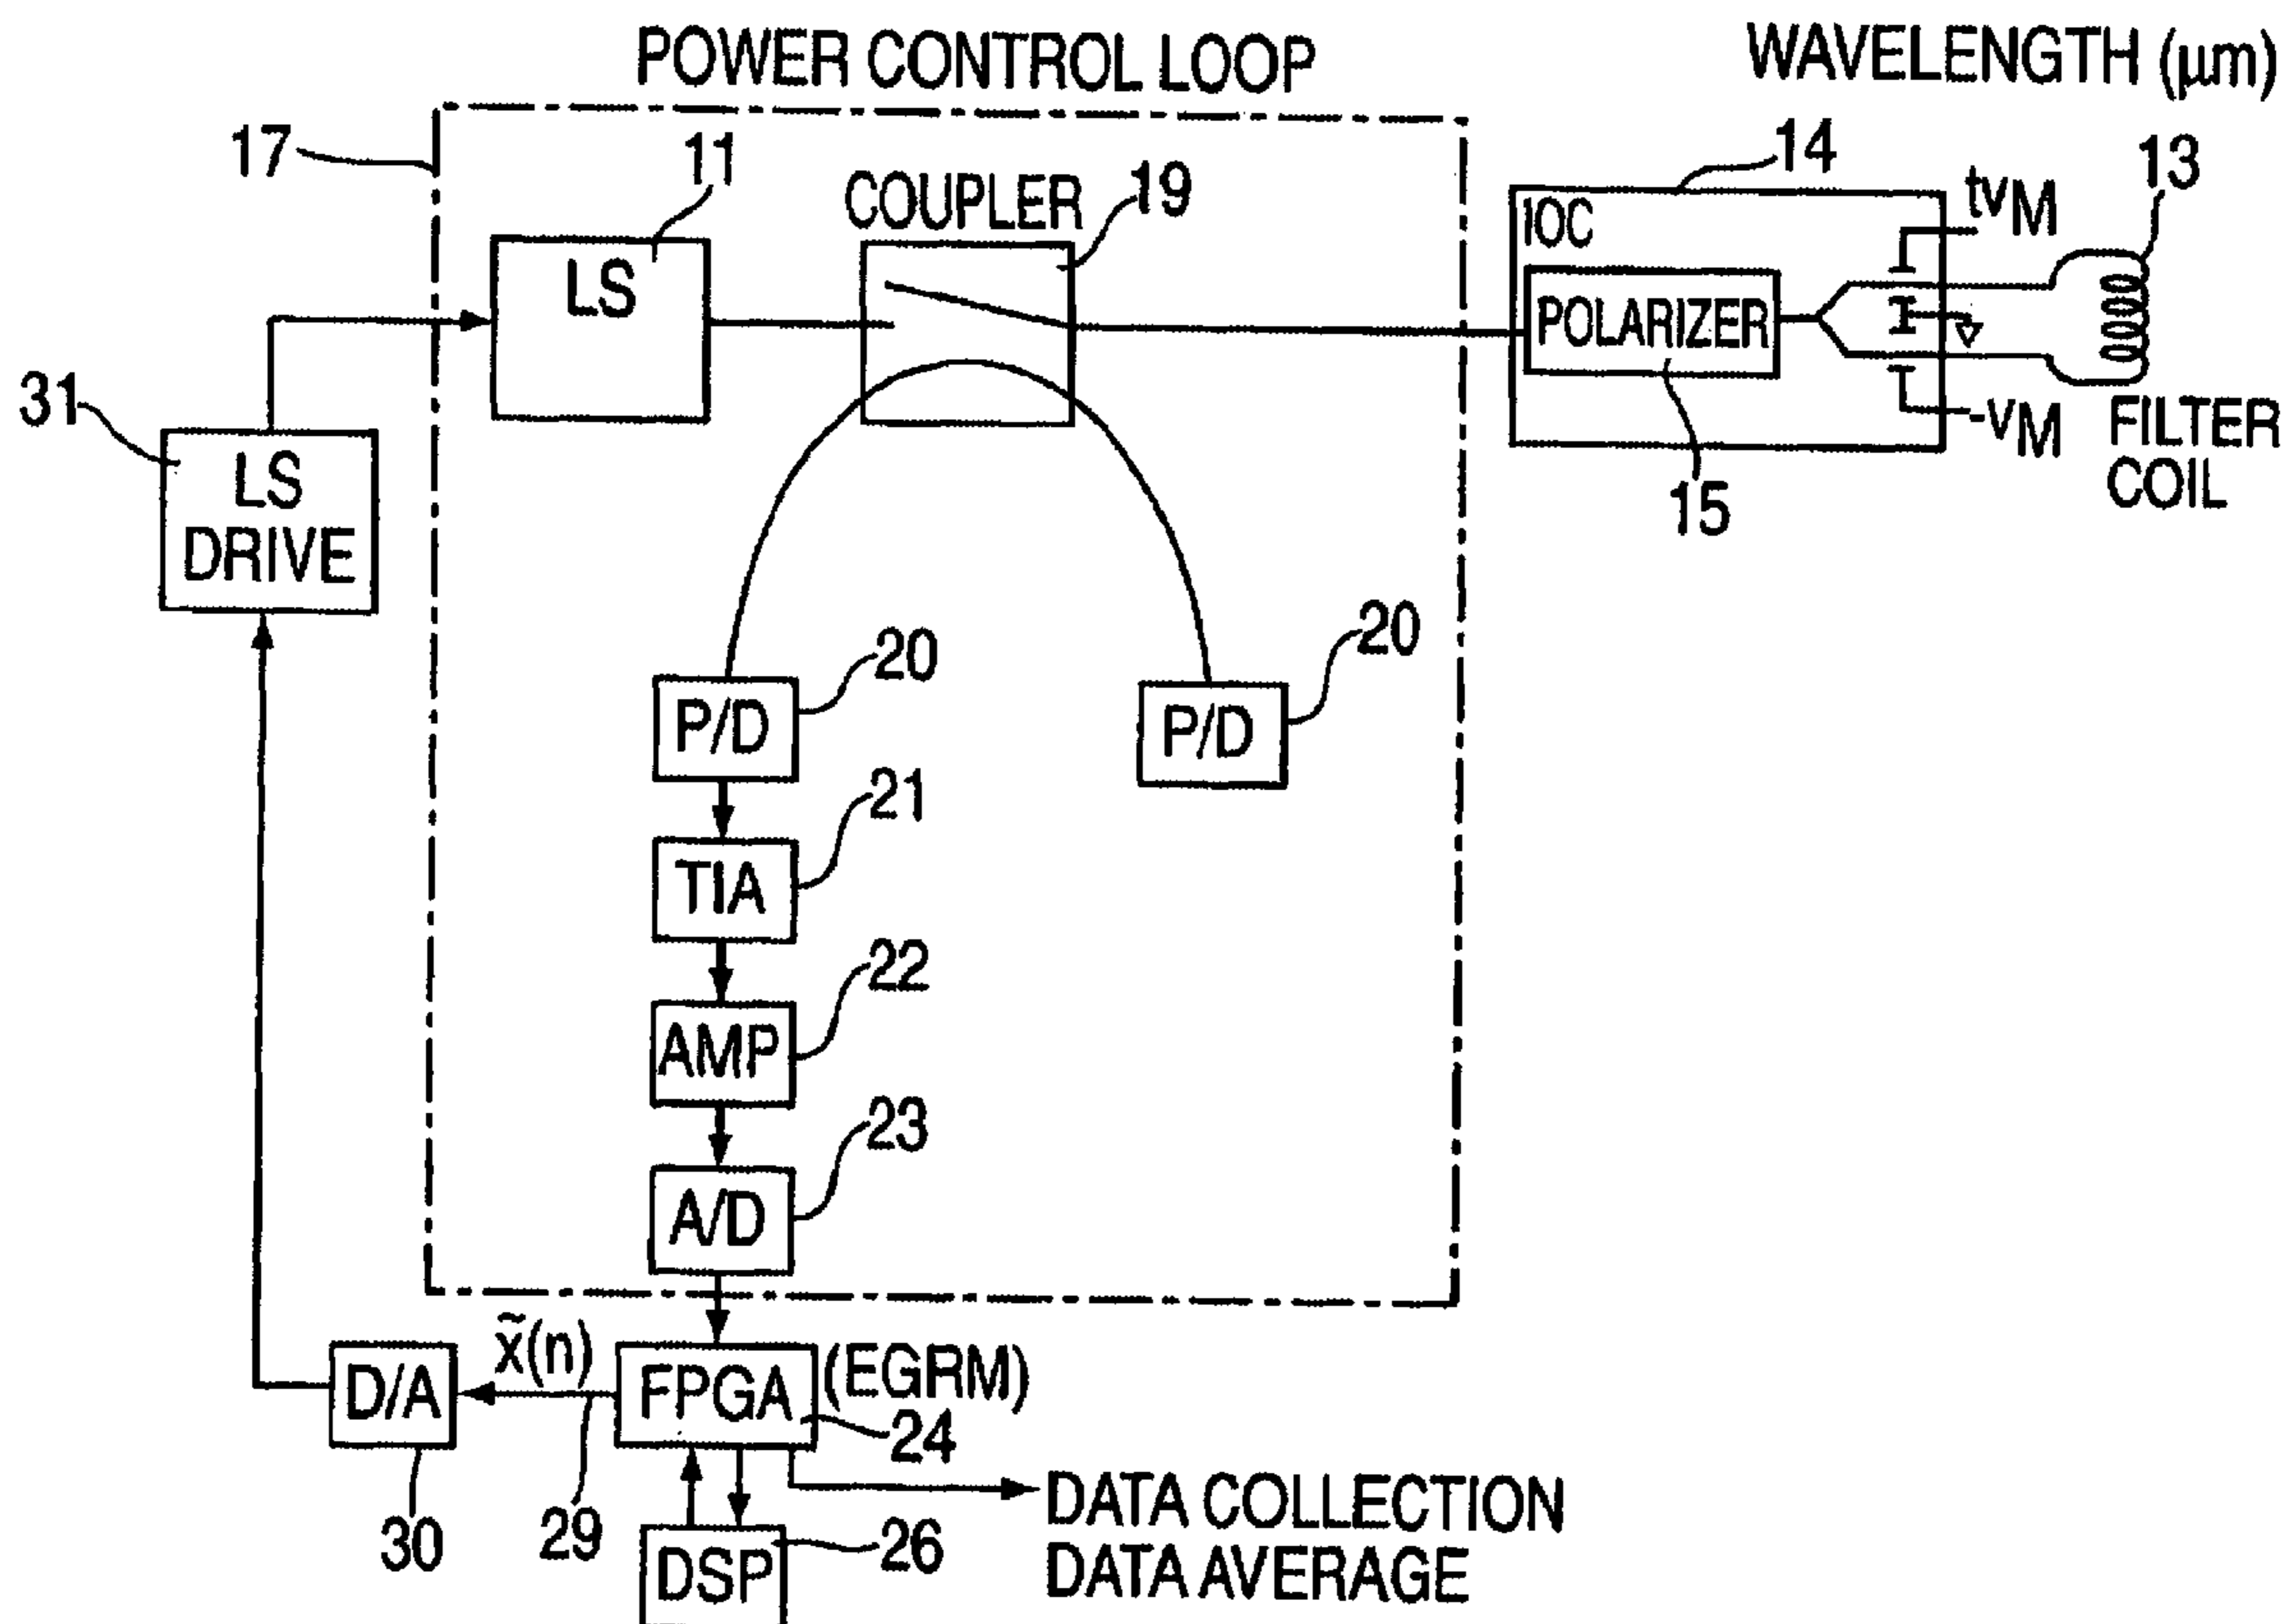 POWER CONTROL LOOP
WAVELENGTH (µm)
17
11
COUPLER
19
14
13
tvM
IOC
LS
POLARIZER
31
-vM
FILTER
COIL
LS
DRIVE
15
20
20
P/D
P/D
21
TIA
22
AMP
23
A/D
x̃(n)
(EGRM)
D/A
FPGA
24
30
29
26
DSP
DATA COLLECTION
DATA AVERAGE